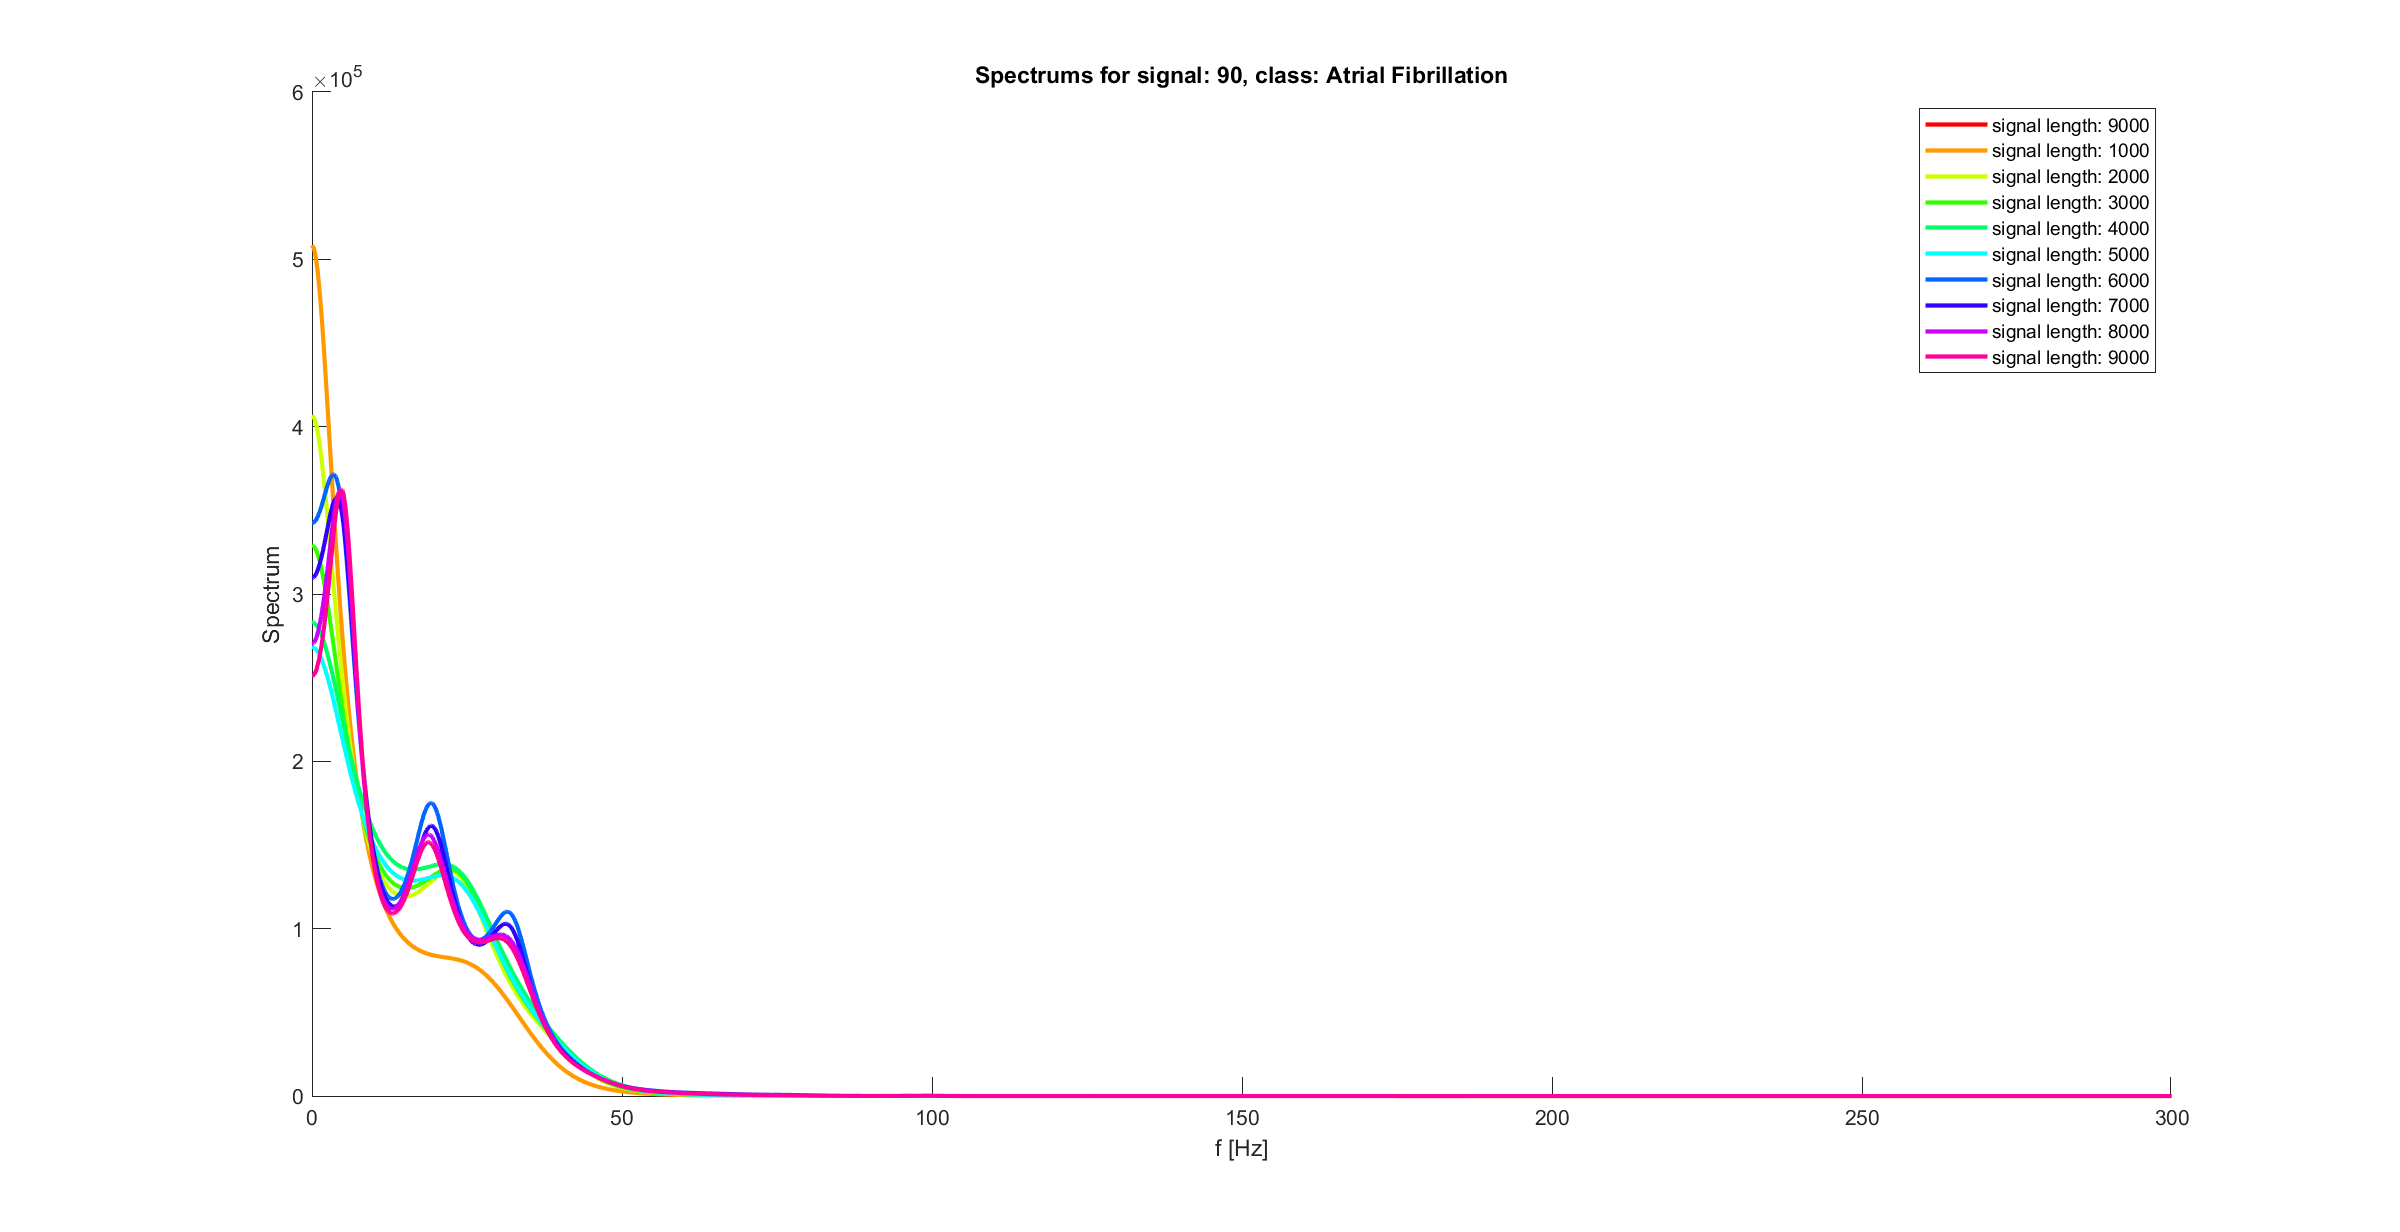 Spectrums for signal: 90, class: Atrial Fibrillation
×10^5
6
5
4
3
2
1
0
Spectrum
0 50 100 150 200 250 300
f [Hz]
signal length: 9000
signal length: 1000
signal length: 2000
signal length: 3000
signal length: 4000
signal length: 5000
signal length: 6000
signal length: 7000
signal length: 8000
signal length: 9000